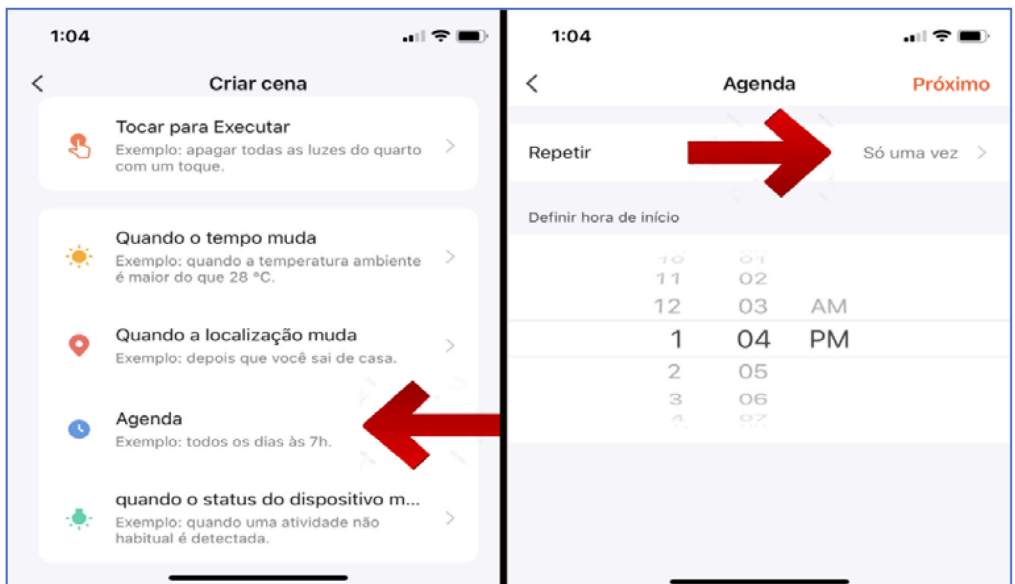 1:04
Criar cena
Tocar para Executar
Exemplo: apagar todas as luzes do quarto
com um toque.
Quando o tempo muda
Exemplo: quando a temperatura ambiente
é maior do que 28 °C.
Quando a localização muda
Exemplo: depois que você sai de casa.
Agenda
Exemplo: todos os dias às 7h.
quando o status do dispositivo m...
Exemplo: quando uma atividade não
habitual é detectada.
1:04
Agenda Próximo
Repetir Só uma vez
Definir hora de início
10 01
11 02
12 03 AM
1 04 PM
2 05
3 06
4 07